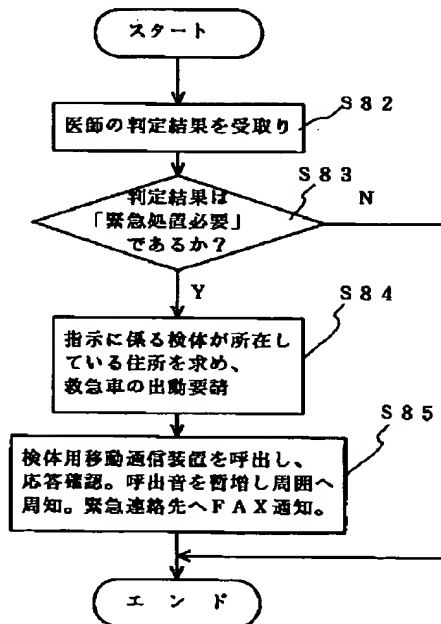 スタート
S82
医師の判定結果を受取り
S83
判定結果は
「緊急処置必要」
であるか?
N
Y
S84
指示に係る検体が所在し
ている住所を求め、
救急車の出動要請
S85
検体用移動通信装置を呼出し、
応答確認。呼出音を暫増し周囲へ
周知。緊急連絡先へFAX通知。
エンド